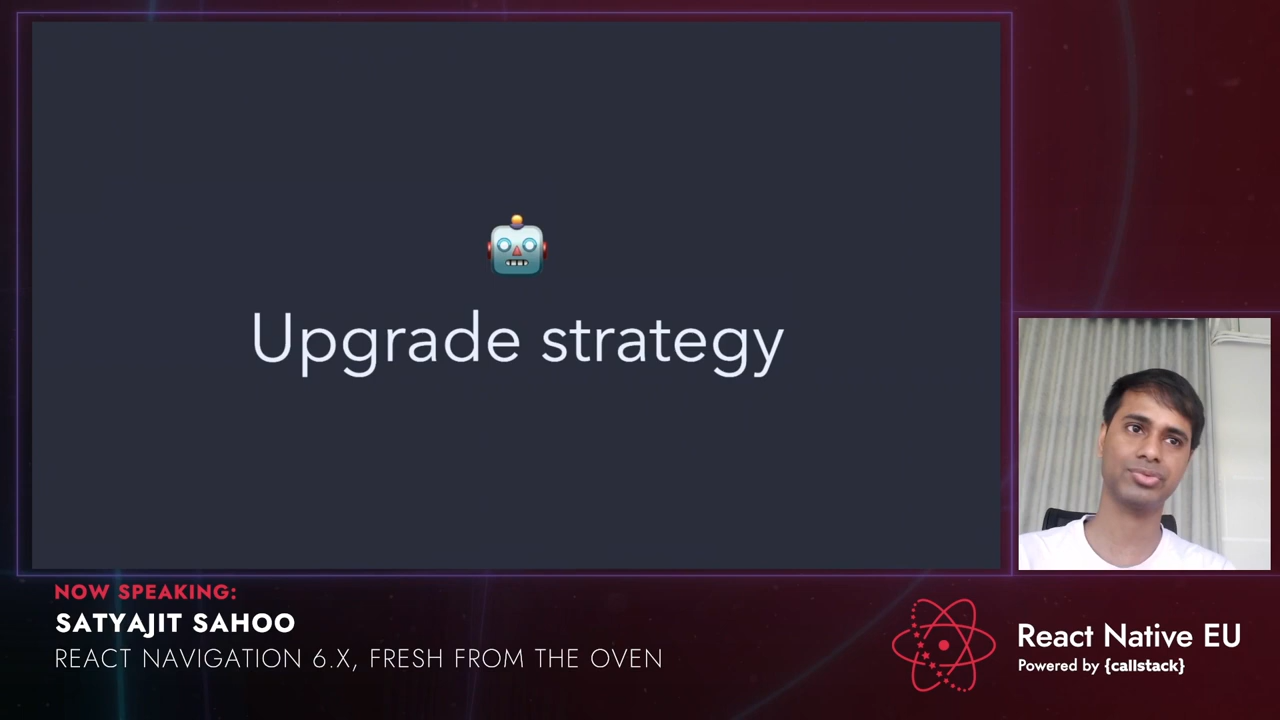 Upgrade strategy
NOW SPEAKING:
SATYAJIT SAHOO
REACT NAVIGATION 6.X, FRESH FROM THE OVEN
React Native EU
Powered by {callstack}